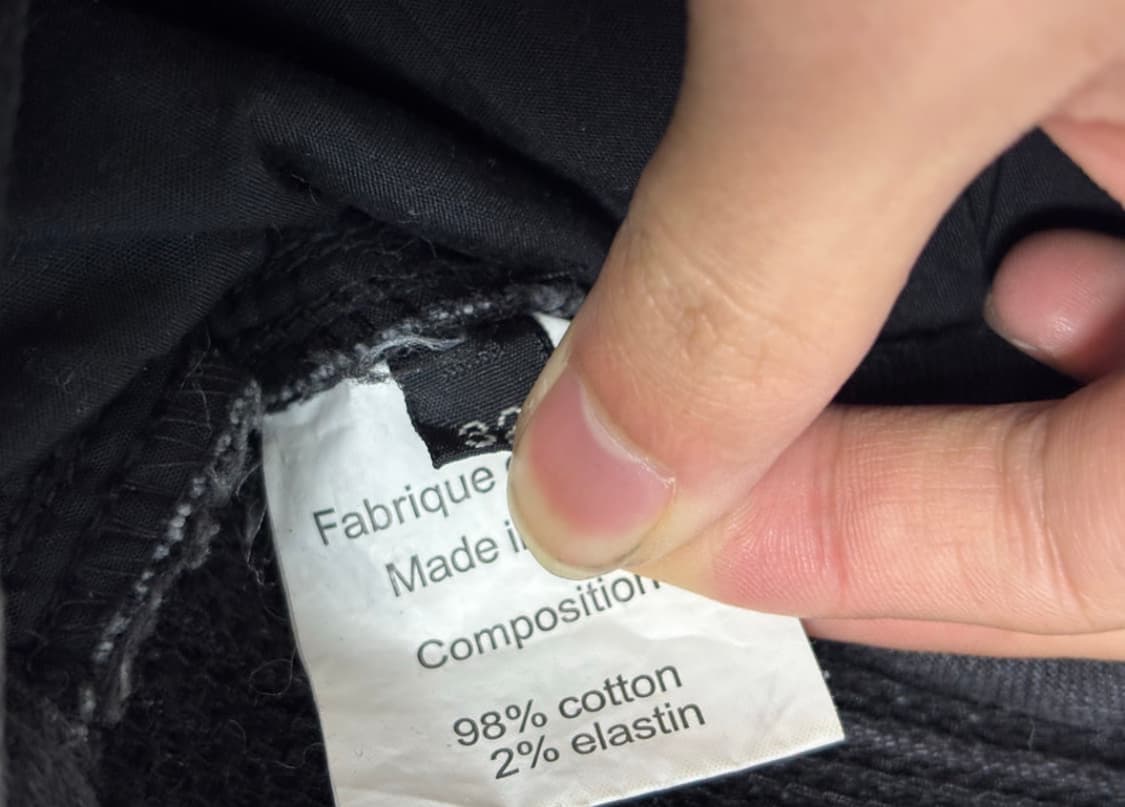 Fabrique
Made
Composition
98% cotton
2% elastin